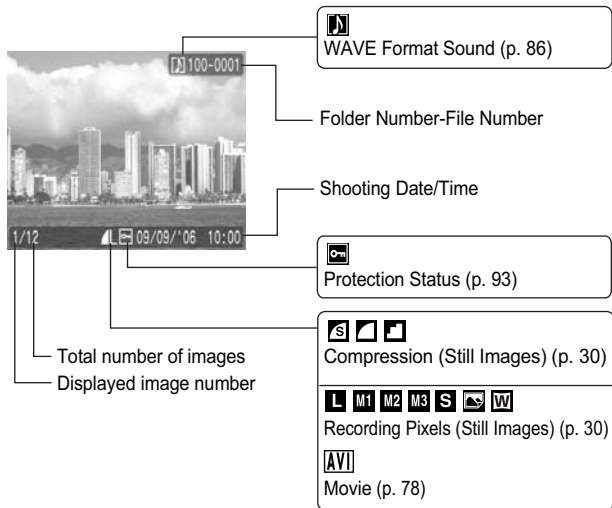 WAVE Format Sound (p. 86)
100-0001
Folder Number-File Number
Shooting Date/Time
1/12 L 09/09/'06 10:00
Protection Status (p. 93)
S
Compression (Still Images) (p. 30)
Total number of images
Displayed image number
L M1 M2 M3 S W
Recording Pixels (Still Images) (p. 30)
AVI
Movie (p. 78)